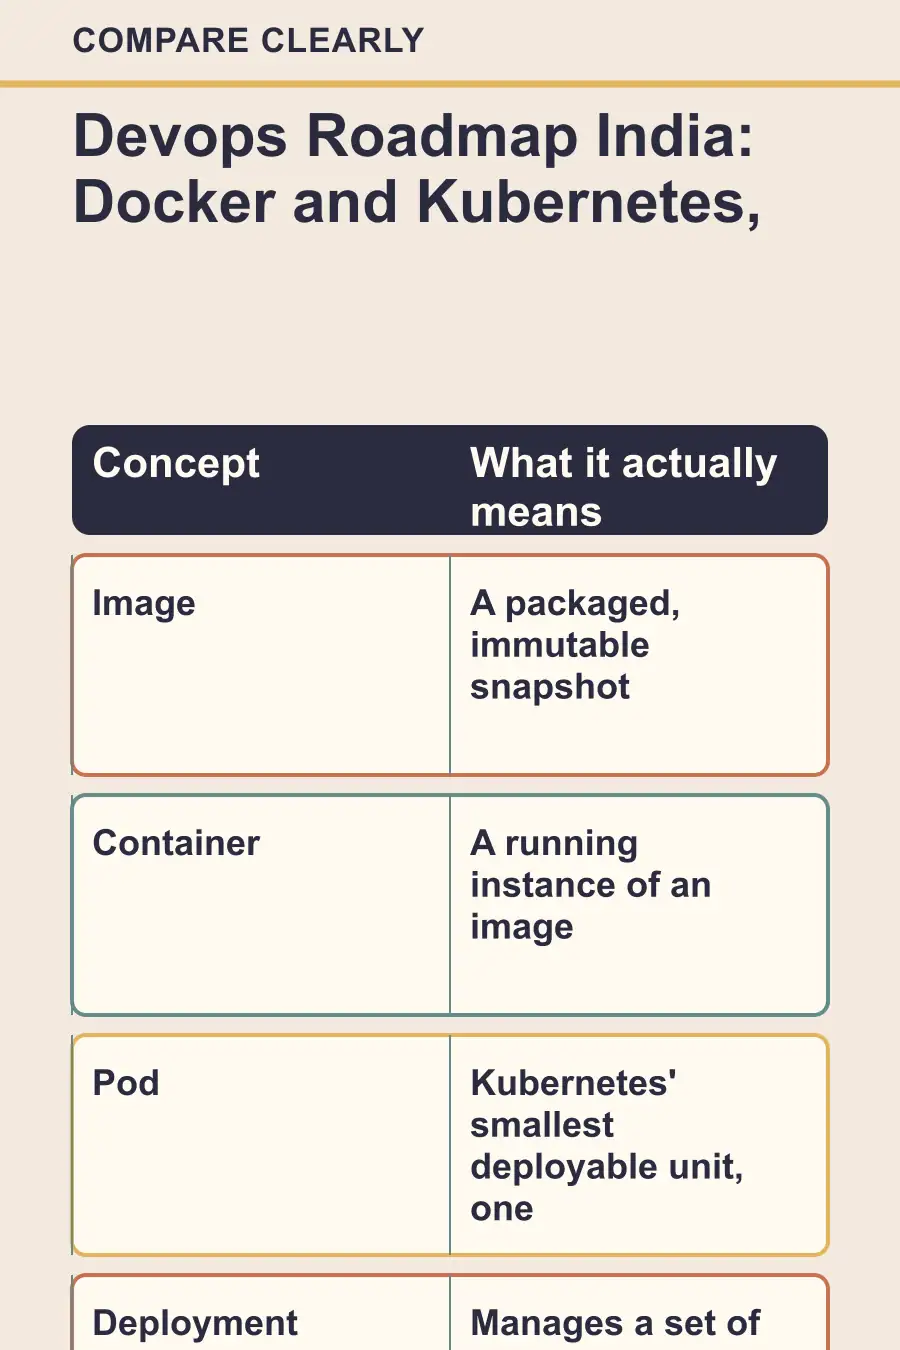 COMPARE CLEARLY
Devops Roadmap India:
Docker and Kubernetes,
Concept
What it actually
means
Image
A packaged,
immutable
snapshot
Container
A running
instance of an
image
Pod
Kubernetes'
smallest
deployable unit,
one
Deployment
Manages a set of